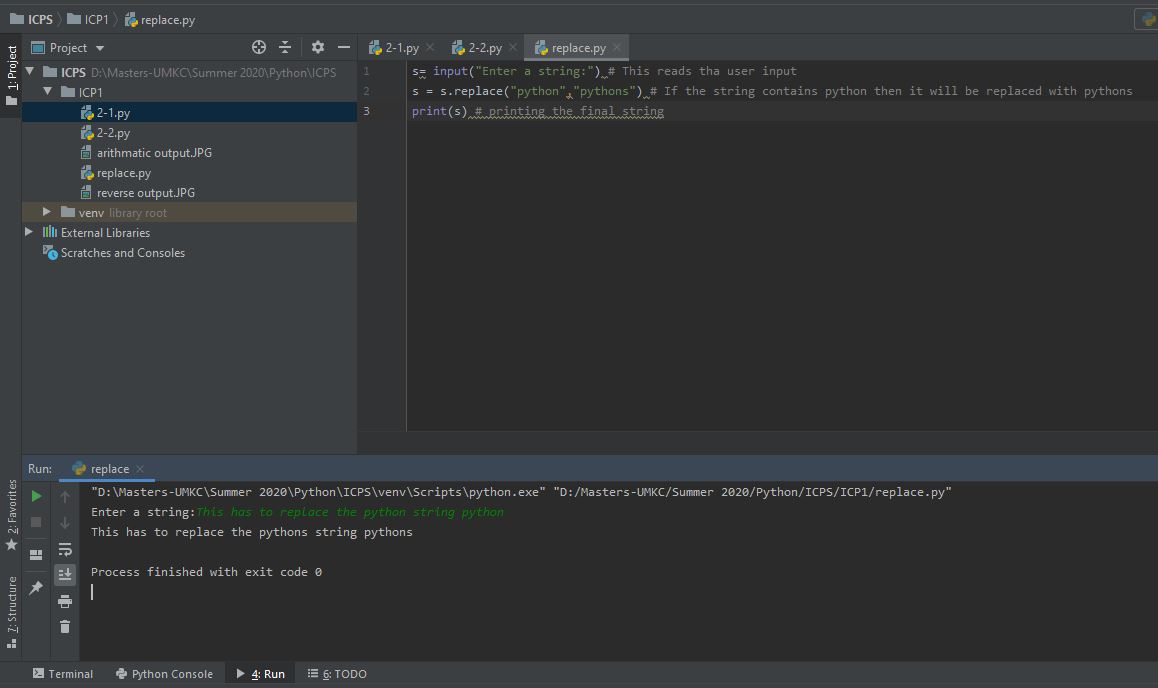 ICPS ICP1 replace.py
Project
2-1.py 2-2.py replace.py
1: Project
ICPS D:\Masters-UMKC\Summer 2020\Python\ICPS
ICP1
2-1.py
2-2.py
arithmatic output.JPG
replace.py
reverse output.JPG
venv library root
External Libraries
Scratches and Consoles
1 s= input("Enter a string:") # This reads tha user input
2 s = s.replace("python","pythons") # If the string contains python then it will be replaced with pythons
3 print(s) # printing the final string
Run: replace
"D:\Masters-UMKC\Summer 2020\Python\ICPS\venv\Scripts\python.exe" "D:/Masters-UMKC/Summer 2020/Python/ICPS/ICP1/replace.py"
Enter a string:This has to replace the python string python
This has to replace the pythons string pythons
Process finished with exit code 0
2: Favorites
7: Structure
Terminal Python Console 4: Run 6: TODO